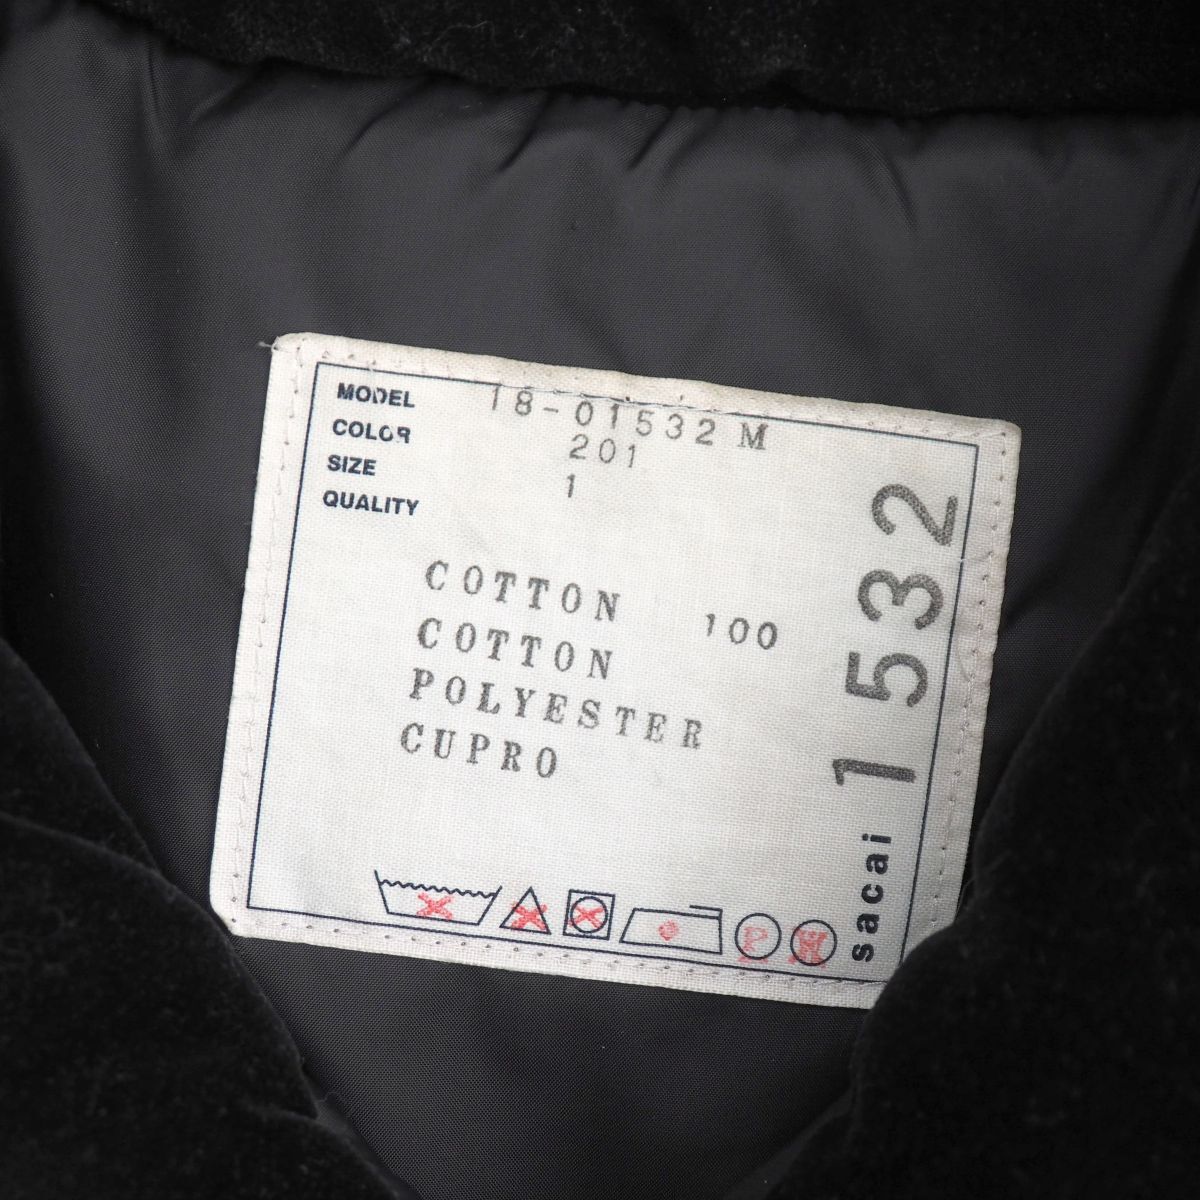 MODEL 18-01532 M
COLOR 201
SIZE 1
QUALITY
COTTON 100
COTTON
POLYESTER
CUPRO
P
sacai 1532